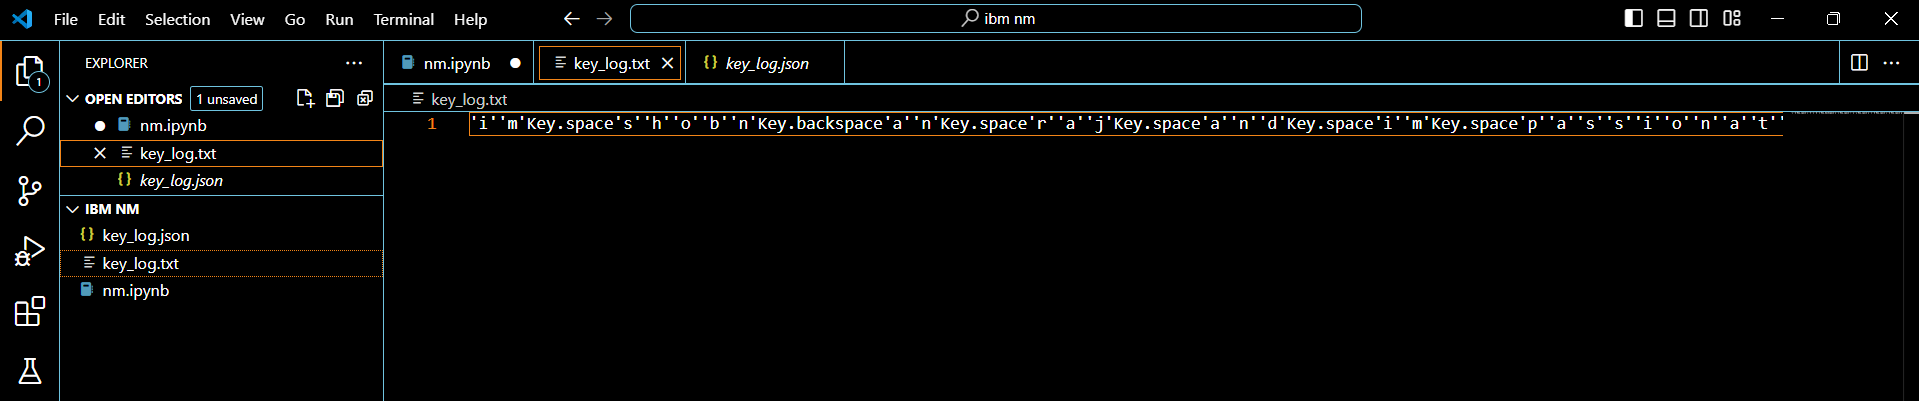 File Edit Selection View Go Run Terminal Help
ibm nm
EXPLORER
OPEN EDITORS 1 unsaved
nm.ipynb
key_log.txt
{} key_log.json
IBM NM
{} key_log.json
key_log.txt
nm.ipynb
1
nm.ipynb
key_log.txt
{} key_log.json
key_log.txt
1 'i''m'Key.space's''h''o''b''n'Key.backspace'a''n'Key.space'r''a''j'Key.space'a''n''d'Key.space'i''m'Key.space'p''a''s''s''i''o''n''a''t''